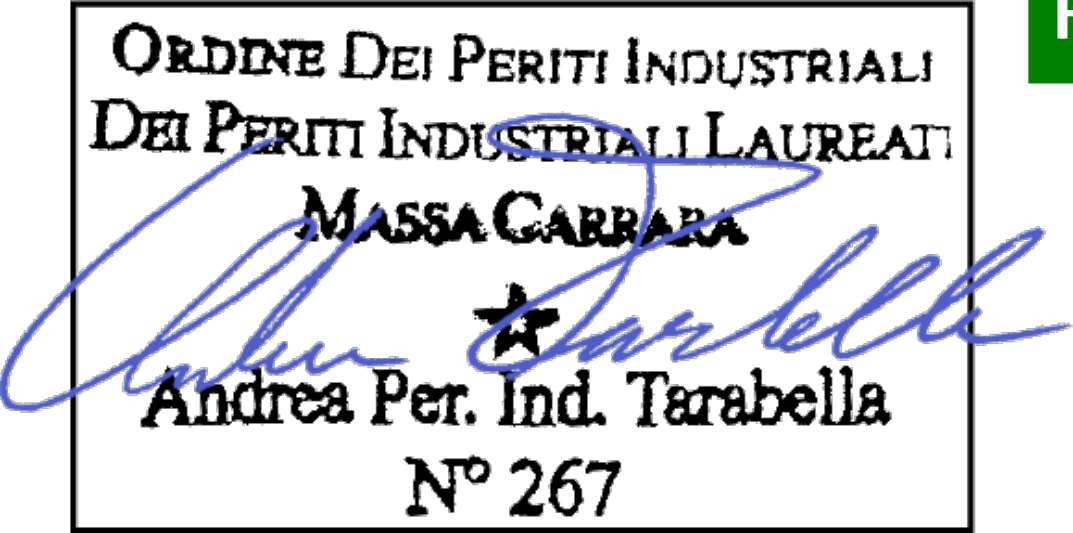 ORDINE DEI PERITI INDUSTRIALI
DEI PERITI INDUSTRIALI LAUREATI
MASSA CARRARA
Andrea Per. Ind. Tarabella
N° 267